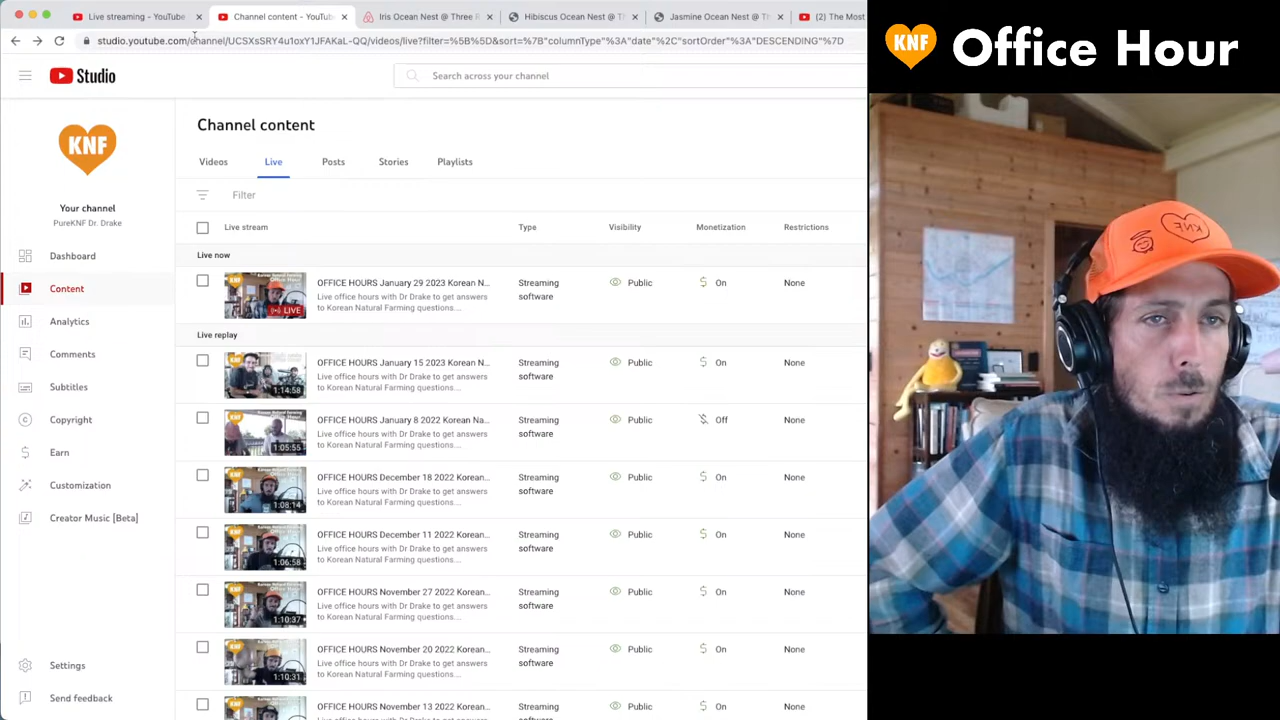 Live streaming - YouTube
Channel content - YouTu
Iris Ocean Nest @ Three R
Hibiscus Ocean Nest @ Th
Jasmine Ocean Nest @ Th
(2) The Most
studio.youtube.com/channel/UCSXsSRY4u1oxY1JFAKaL-QQ/videos/live?filter=%5B%5D&sort=%7B"columnType"%3A"date"%2C"sortOrder"%3A"DESCENDING"%7D
KNF Office Hour
Studio
Search across your channel
KNF
Your channel
PureKNF Dr. Drake
Dashboard
Content
Analytics
Comments
Subtitles
Copyright
Earn
Customization
Creator Music [Beta]
Settings
Send feedback
Channel content
Videos Live Posts Stories Playlists
Filter
Live stream Type Visibility Monetization Restrictions
Live now
LIVE
OFFICE HOURS January 29 2023 Korean N...
Live office hours with Dr Drake to get answers
to Korean Natural Farming questions....
Streaming
software
Public
On
None
Live replay
1:14:58
OFFICE HOURS January 15 2023 Korean N...
Live office hours with Dr Drake to get answers
to Korean Natural Farming questions....
Streaming
software
Public
On
None
1:05:55
OFFICE HOURS January 8 2022 Korean Na...
Live office hours with Dr Drake to get answers
to Korean Natural Farming questions....
Streaming
software
Public
Off
None
1:08:14
OFFICE HOURS December 18 2022 Korean...
Live office hours with Dr Drake to get answers
to Korean Natural Farming questions....
Streaming
software
Public
On
None
1:06:58
OFFICE HOURS December 11 2022 Korean...
Live office hours with Dr Drake to get answers
to Korean Natural Farming questions....
Streaming
software
Public
On
None
1:10:37
OFFICE HOURS November 27 2022 Korean...
Live office hours with Dr Drake to get answers
to Korean Natural Farming questions....
Streaming
software
Public
On
None
1:10:31
OFFICE HOURS November 20 2022 Korean...
Live office hours with Dr Drake to get answers
to Korean Natural Farming questions....
Streaming
software
Public
On
None
OFFICE HOURS November 13 2022 Korean...
Streaming
Public
On
None
KNF